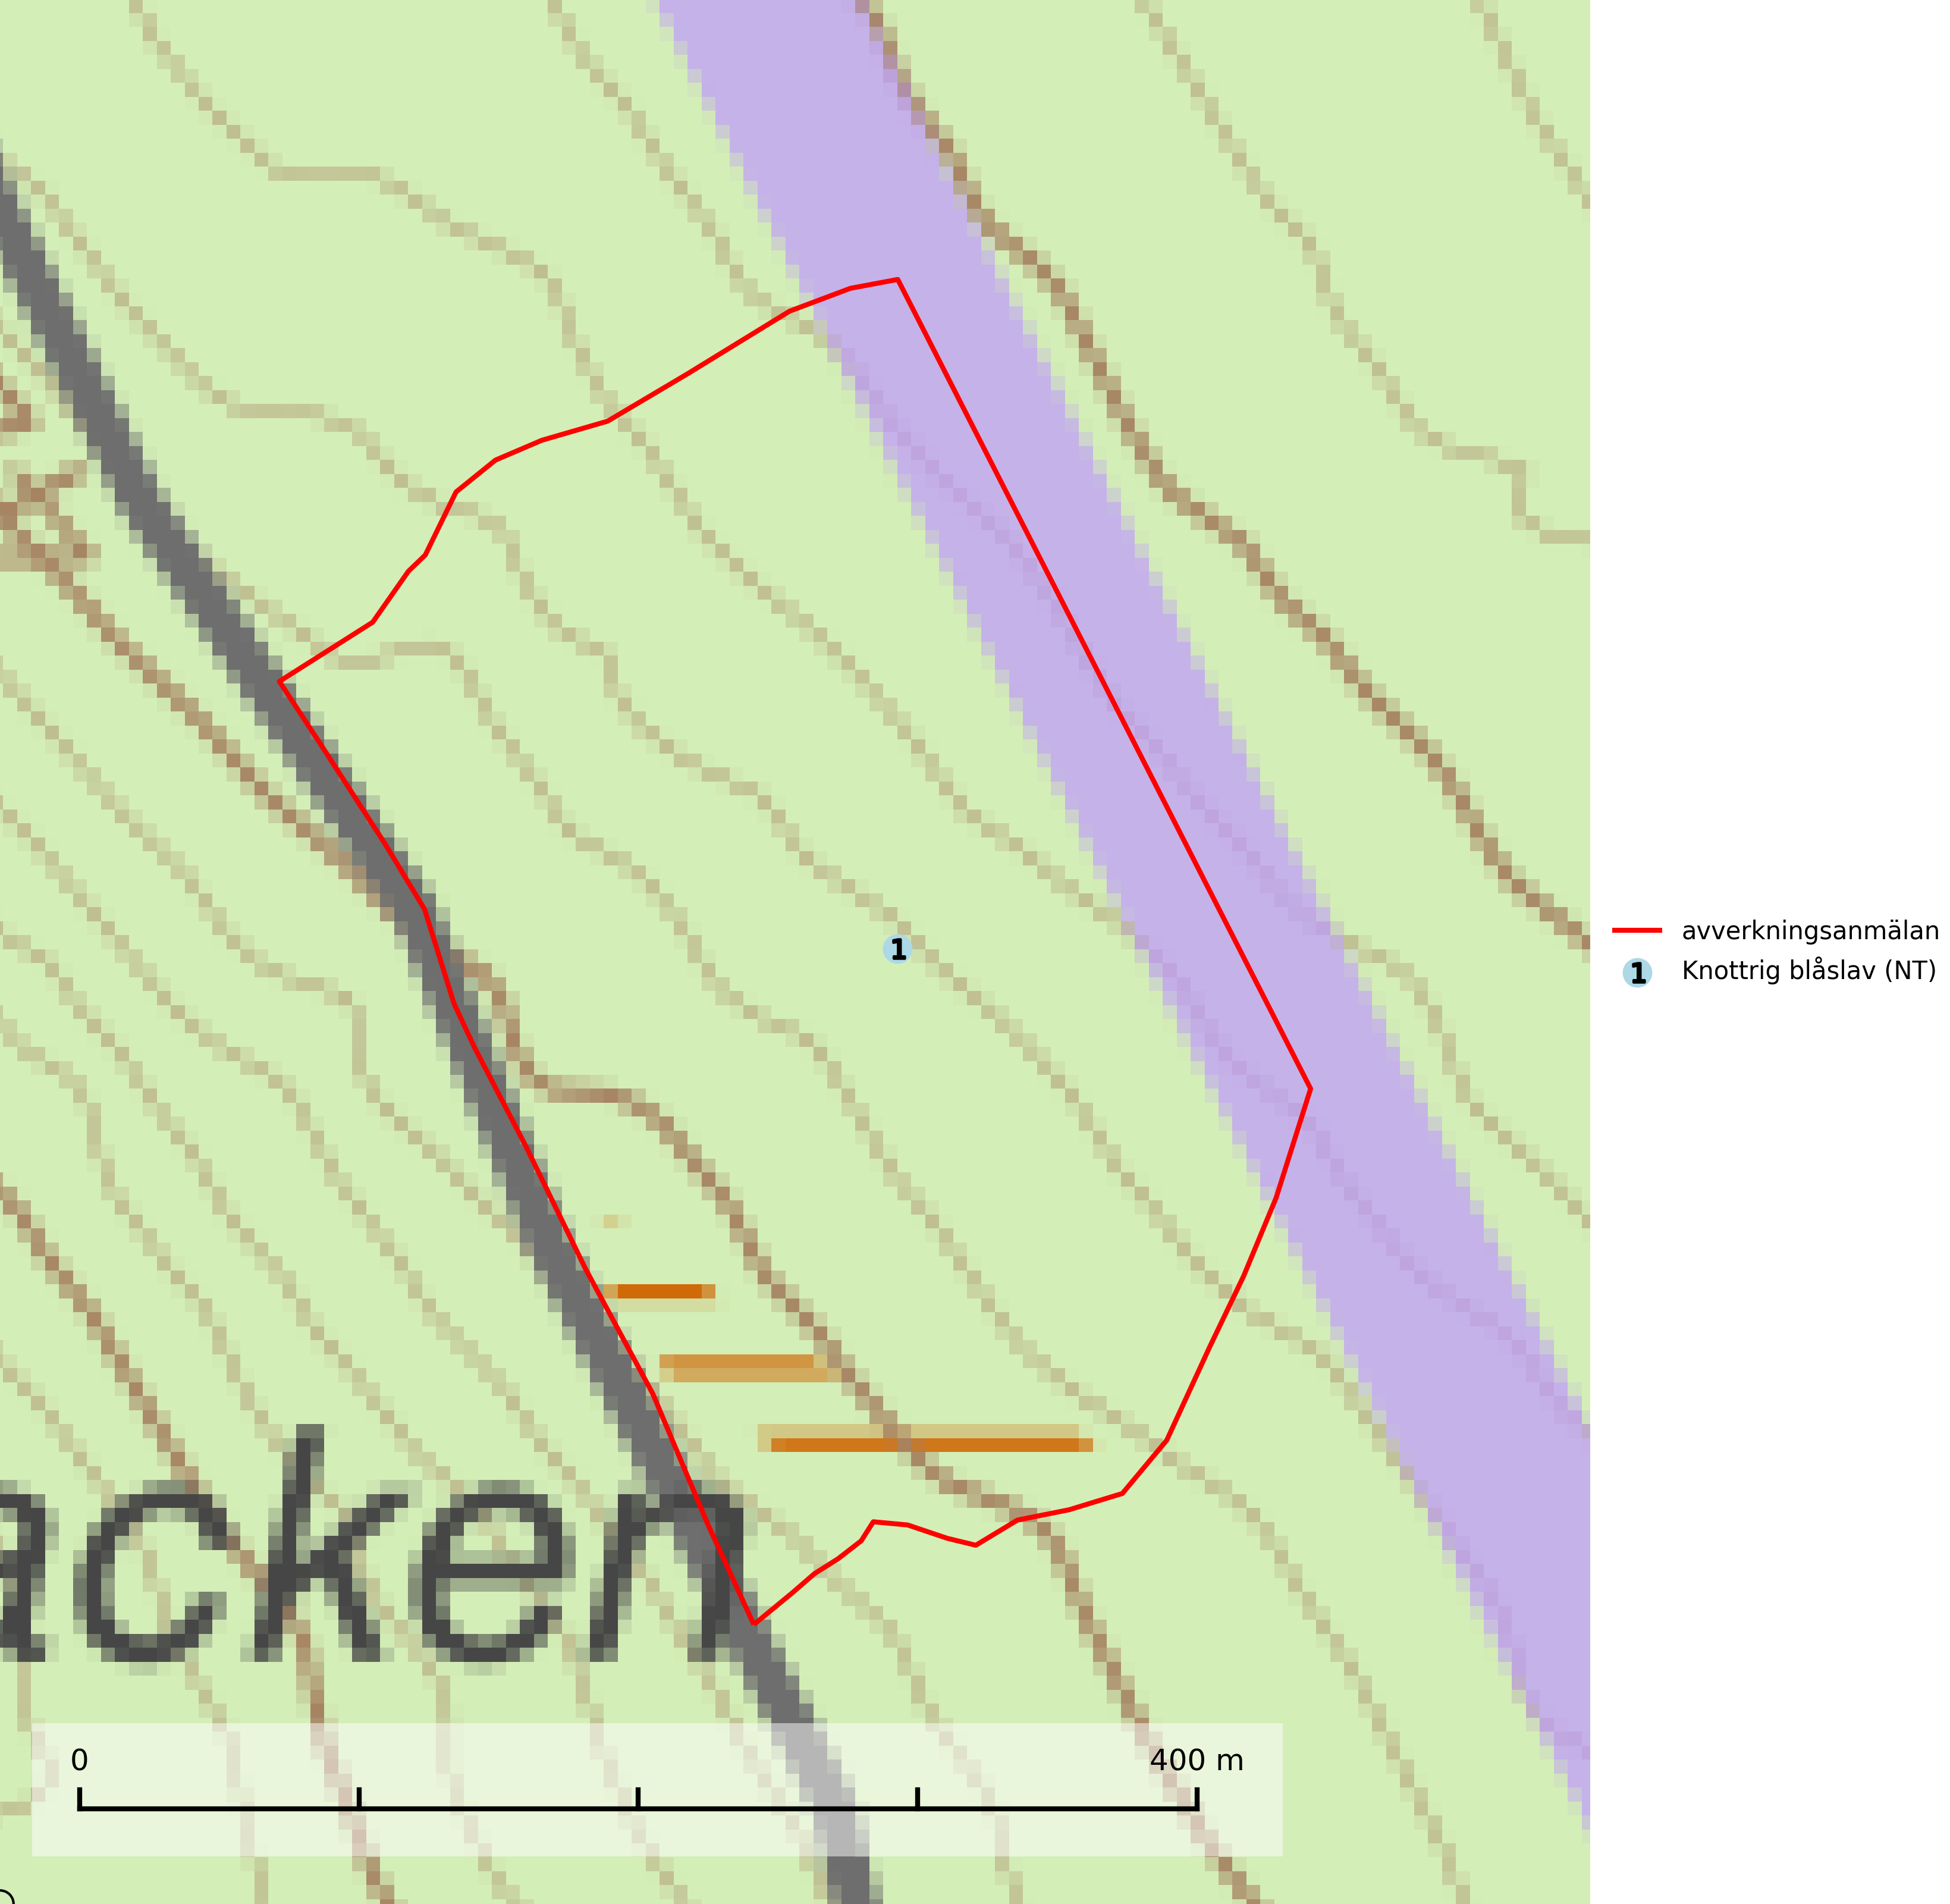 1
avverkningsanmälan
1 Knottrig blåslav (NT)
acken
0 400 m